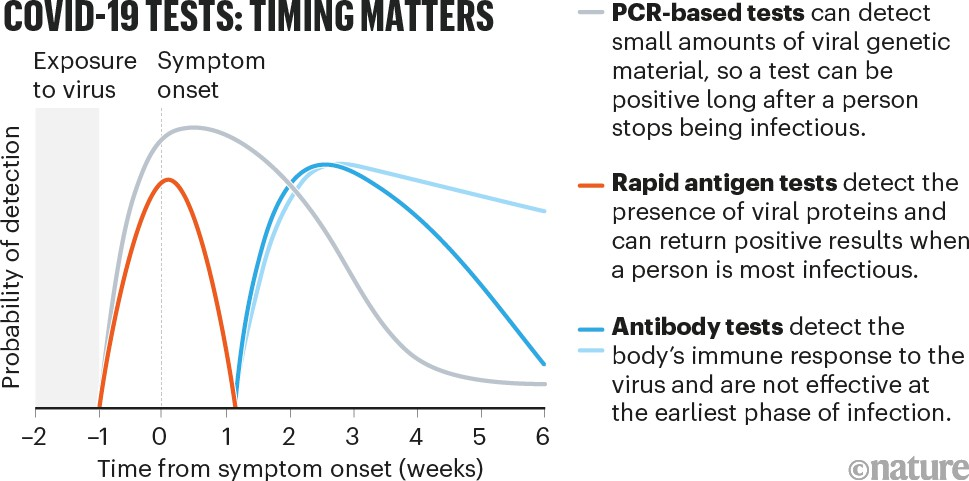 COVID-19 TESTS: TIMING MATTERS
Exposure
to virus
Symptom
onset
Probability of detection
–2 –1 0 1 2 3 4 5 6
Time from symptom onset (weeks)
PCR-based tests can detect
small amounts of viral genetic
material, so a test can be
positive long after a person
stops being infectious.
Rapid antigen tests detect the
presence of viral proteins and
can return positive results when
a person is most infectious.
Antibody tests detect the
body’s immune response to the
virus and are not effective at
the earliest phase of infection.
©nature